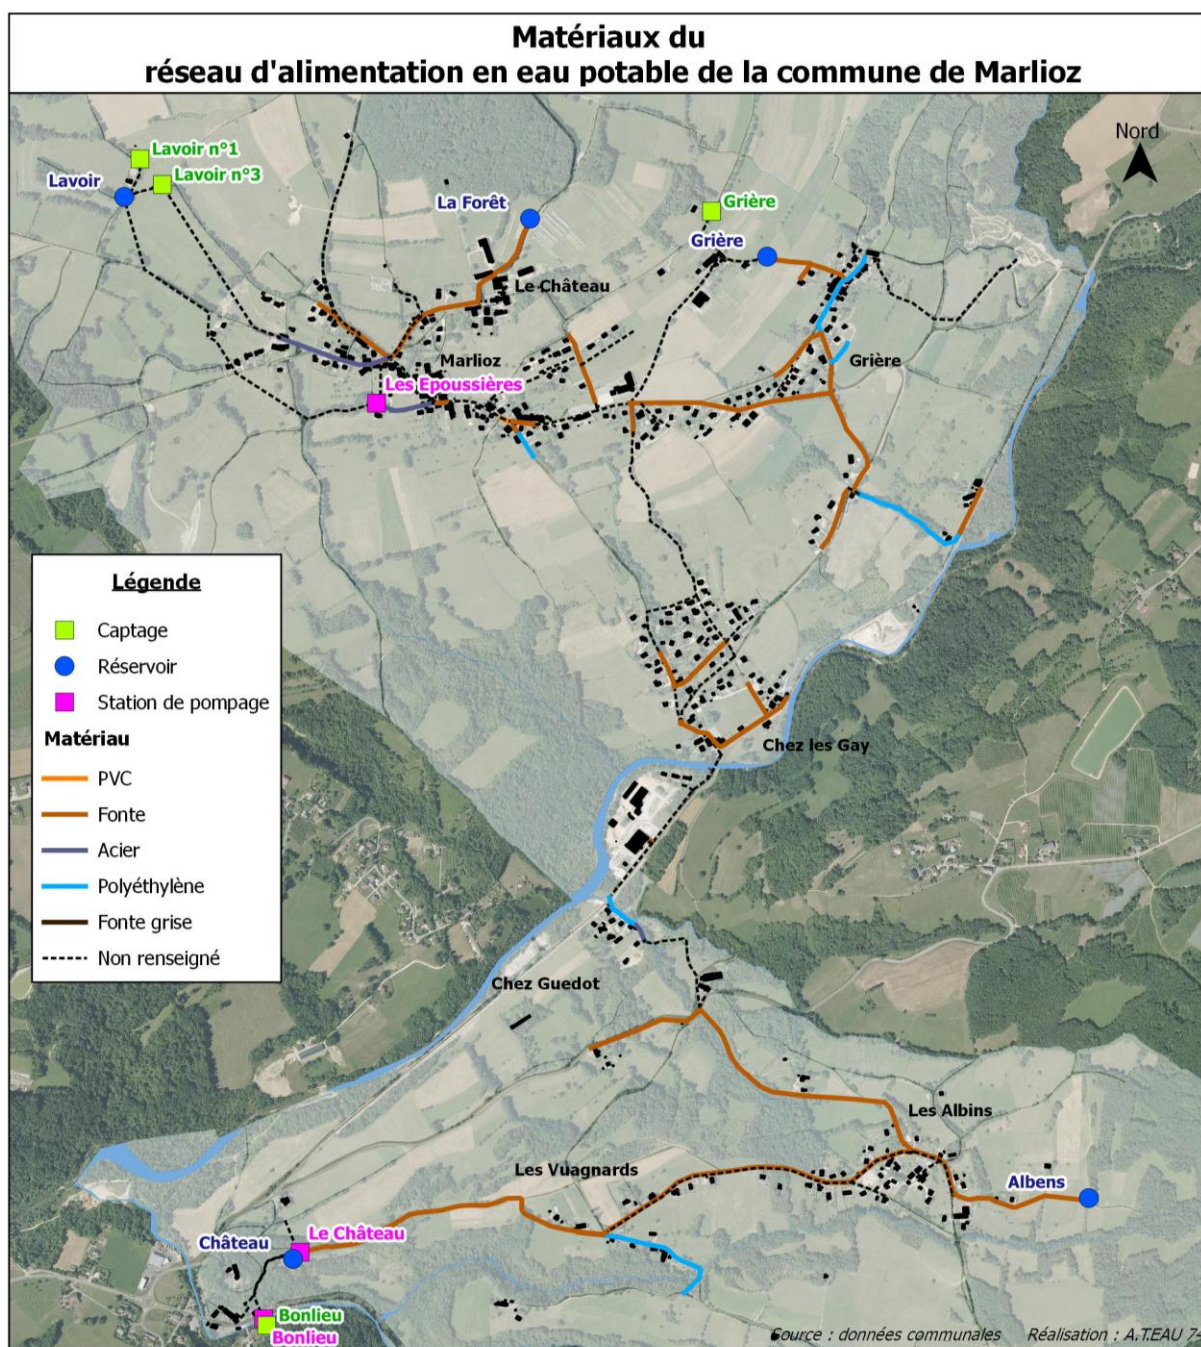 Matériaux du
réseau d'alimentation en eau potable de la commune de Marlioz
Nord
Lavoir n°1
Lavoir n°3
Lavoir
La Forêt
Grière
Grière
Le Château
Marlioz
Grière
Les Epoussières
Légende
Captage
Réservoir
Station de pompage
Matériau
PVC
Fonte
Acier
Polyéthylène
Fonte grise
Non renseigné
Chez les Gay
Chez Guedot
Les Albins
Les Vuagnards
Albens
Le Château
Château
Bonlieu
Bonlieu
Source : données communales Réalisation : A.T.EAU 74